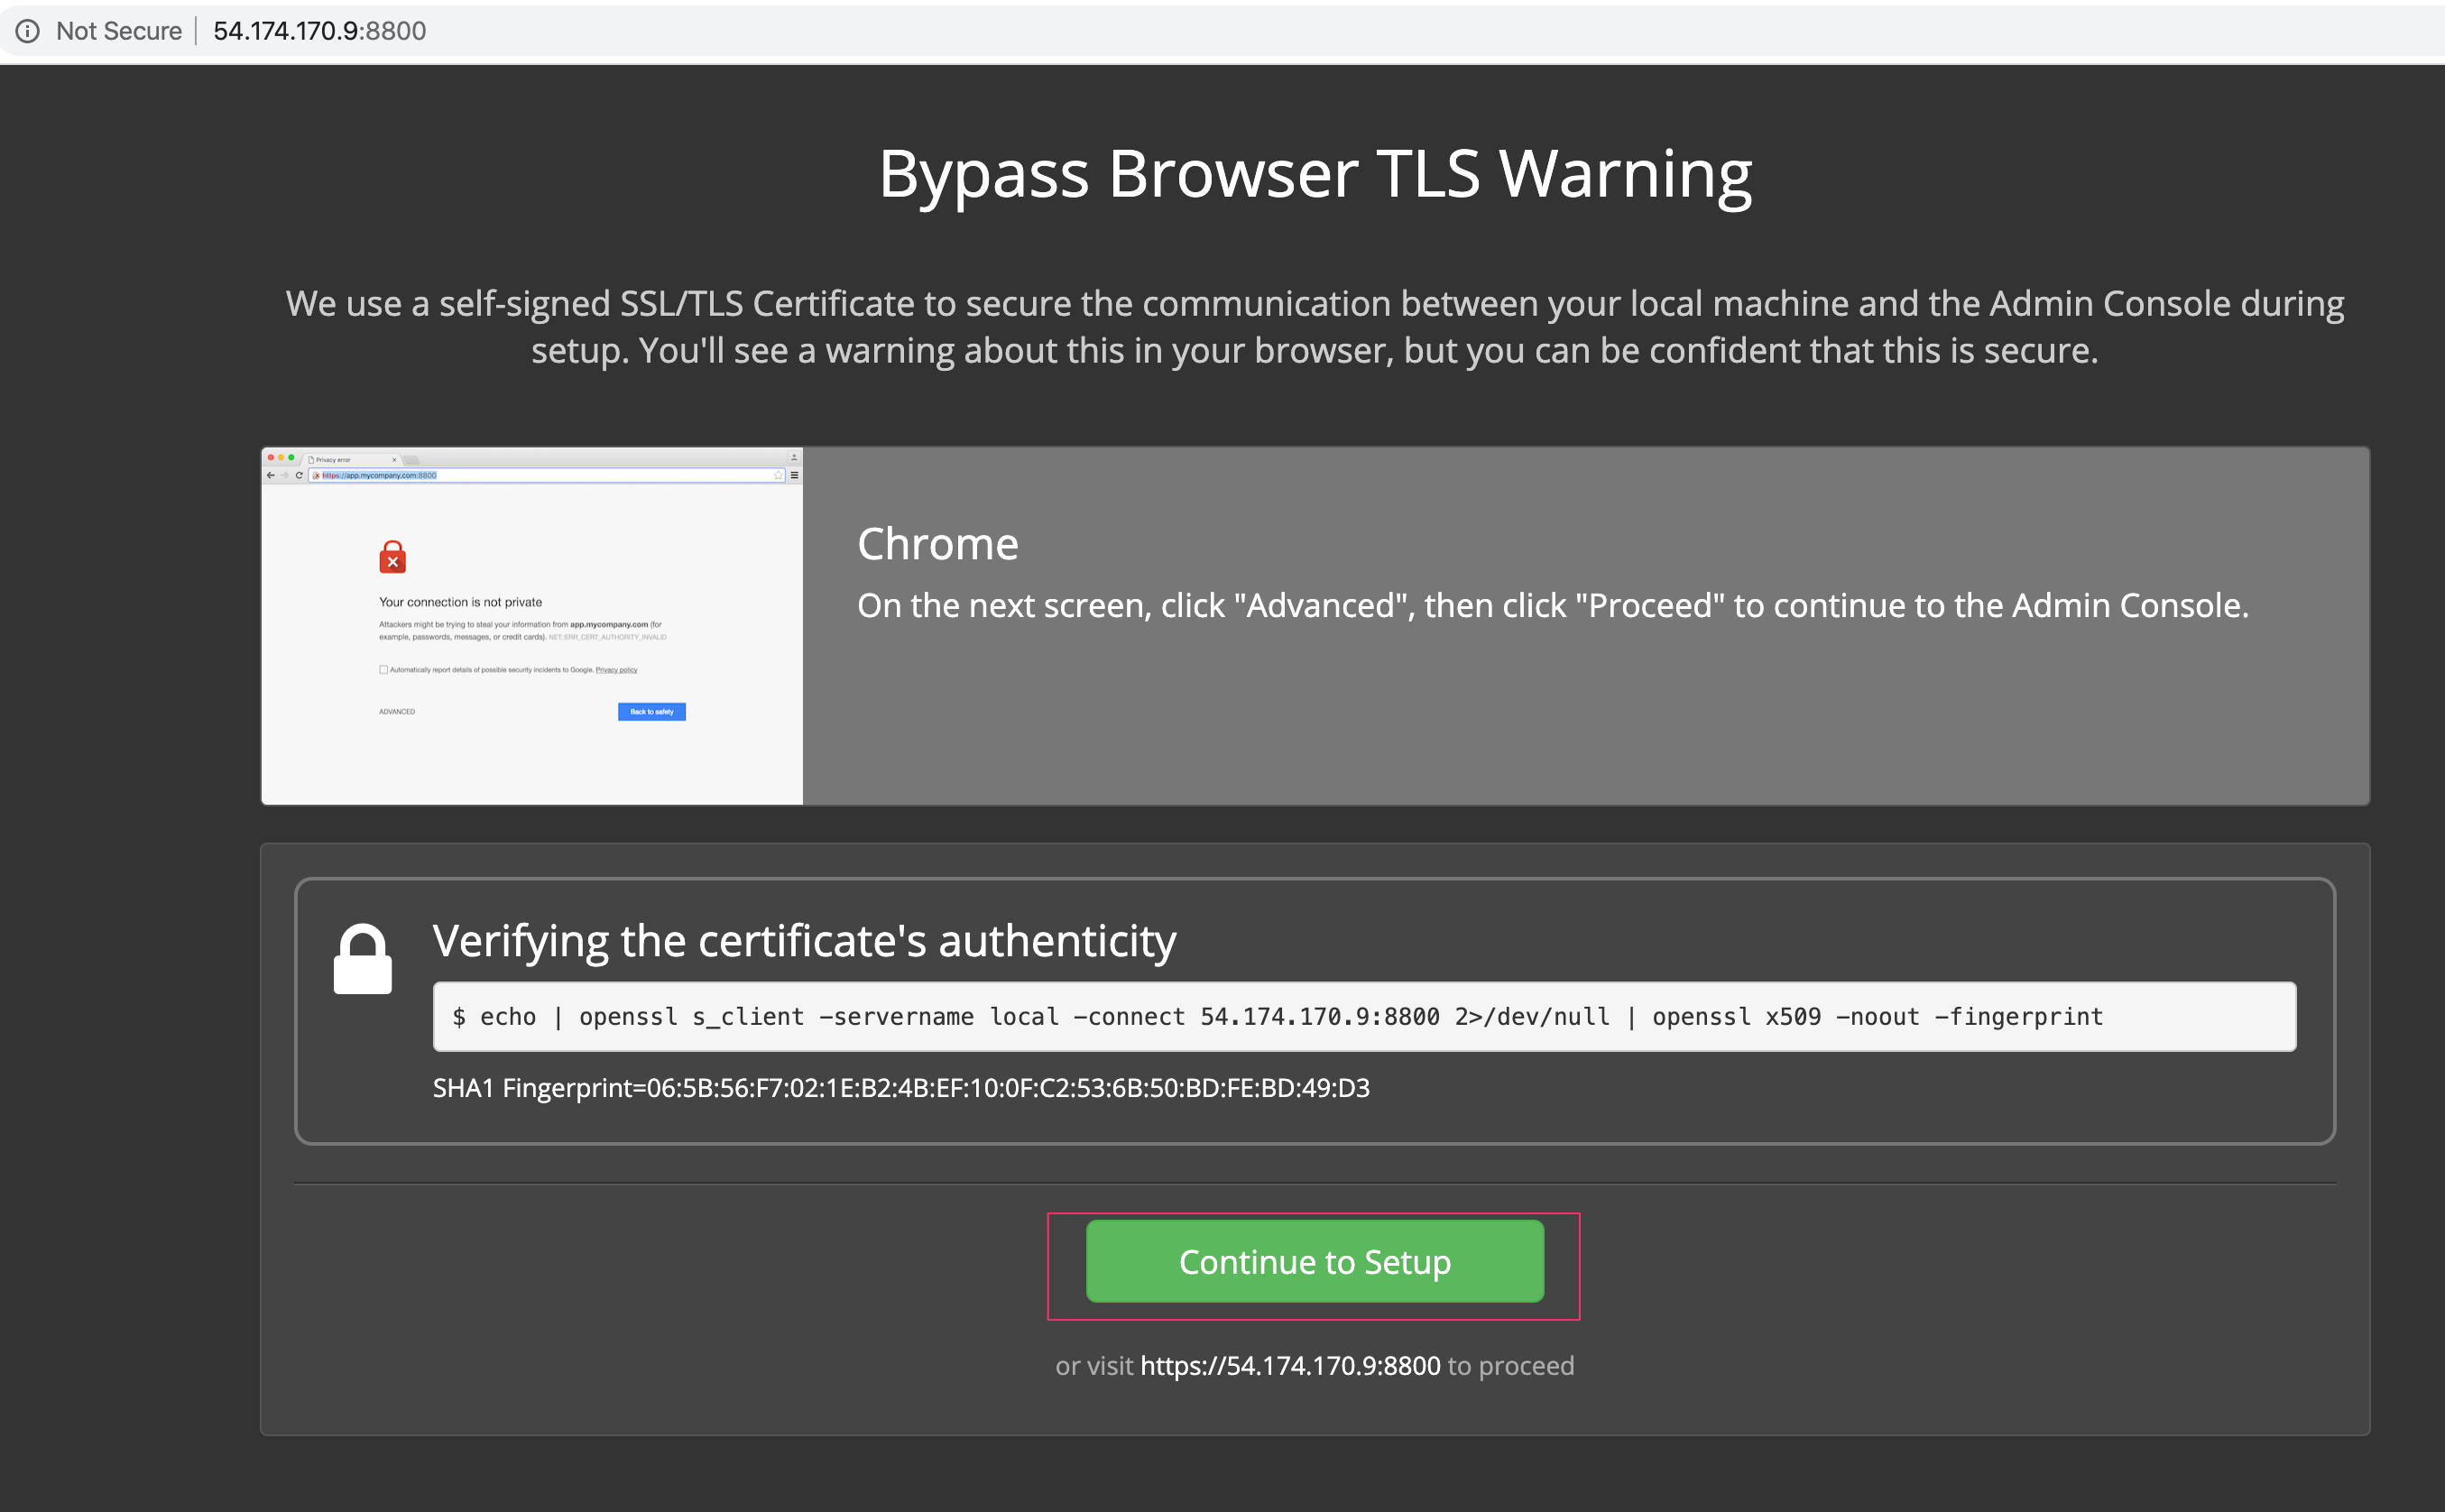 Not Secure | 54.174.170.9:8800
Bypass Browser TLS Warning
We use a self-signed SSL/TLS Certificate to secure the communication between your local machine and the Admin Console during
setup. You'll see a warning about this in your browser, but you can be confident that this is secure.
Privacy error
https://app.mycompany.com:8800
Your connection is not private
Attackers might be trying to steal your information from app.mycompany.com (for
example, passwords, messages, or credit cards). NET::ERR_CERT_AUTHORITY_INVALID
Automatically report details of possible security incidents to Google. Privacy policy
ADVANCED
Back to safety
Chrome
On the next screen, click "Advanced", then click "Proceed" to continue to the Admin Console.
Verifying the certificate's authenticity
$ echo | openssl s_client -servername local -connect 54.174.170.9:8800 2>/dev/null | openssl x509 -noout -fingerprint
SHA1 Fingerprint=06:5B:56:F7:02:1E:B2:4B:EF:10:0F:C2:53:6B:50:BD:FE:BD:49:D3
Continue to Setup
or visit https://54.174.170.9:8800 to proceed